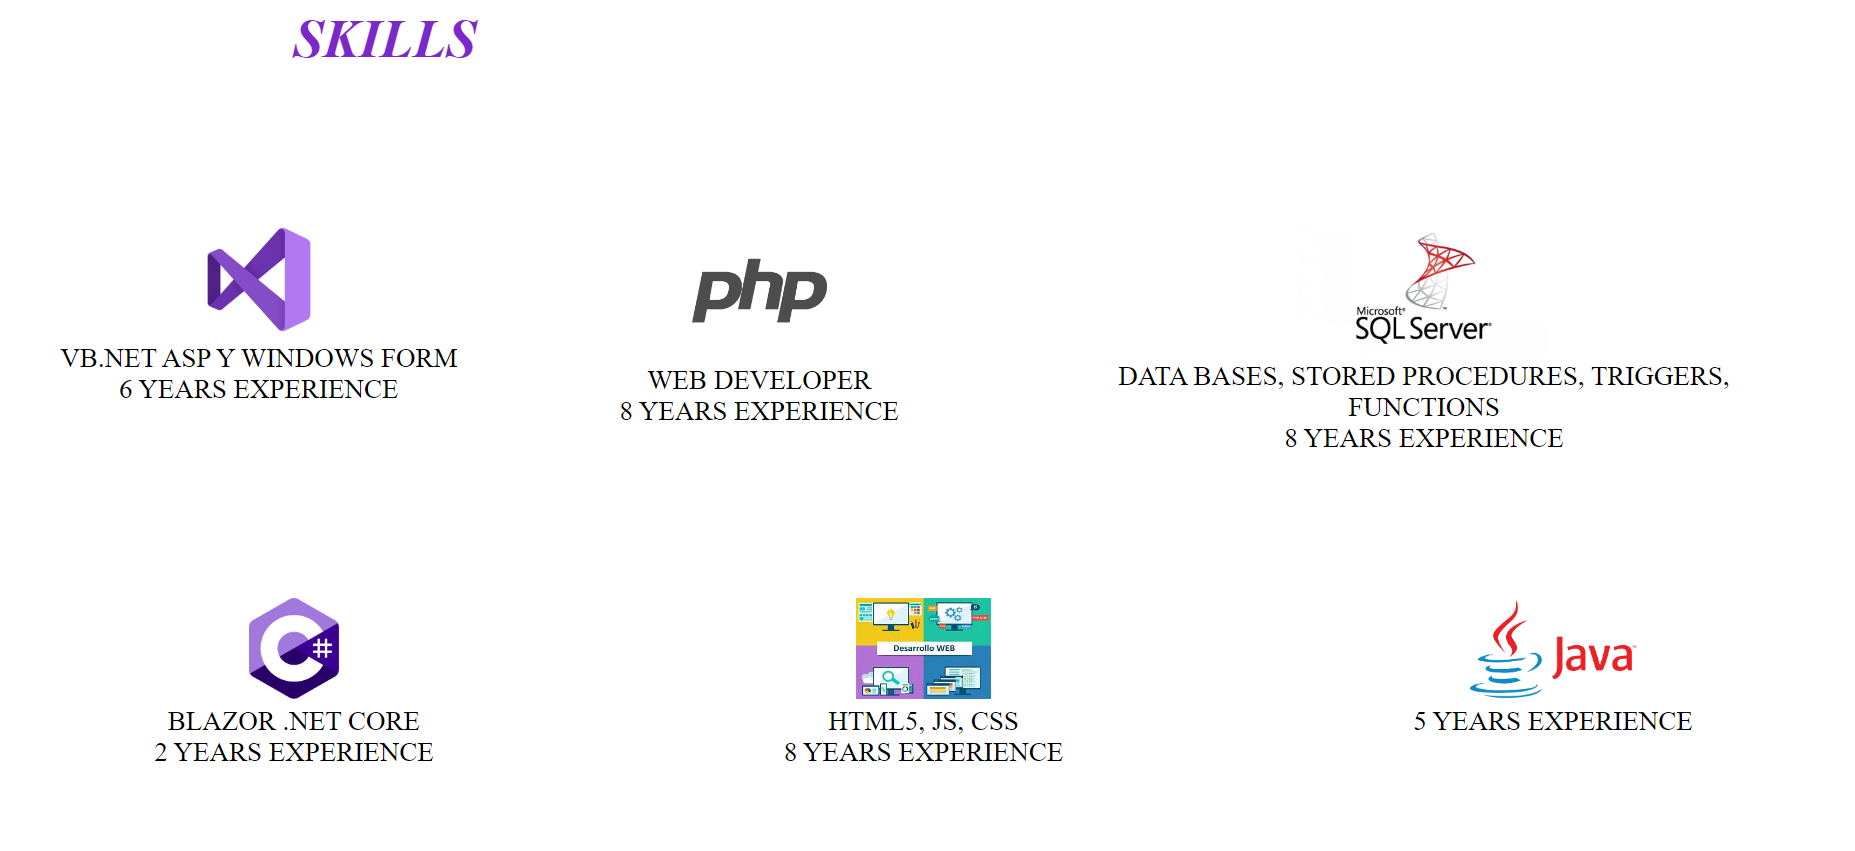 SKILLS
php
Microsoft®
SQL Server®
VB.NET ASP Y WINDOWS FORM
6 YEARS EXPERIENCE
WEB DEVELOPER
8 YEARS EXPERIENCE
DATA BASES, STORED PROCEDURES, TRIGGERS,
FUNCTIONS
8 YEARS EXPERIENCE
C#
Desarrollo WEB
Java™
BLAZOR .NET CORE
2 YEARS EXPERIENCE
HTML5, JS, CSS
8 YEARS EXPERIENCE
5 YEARS EXPERIENCE